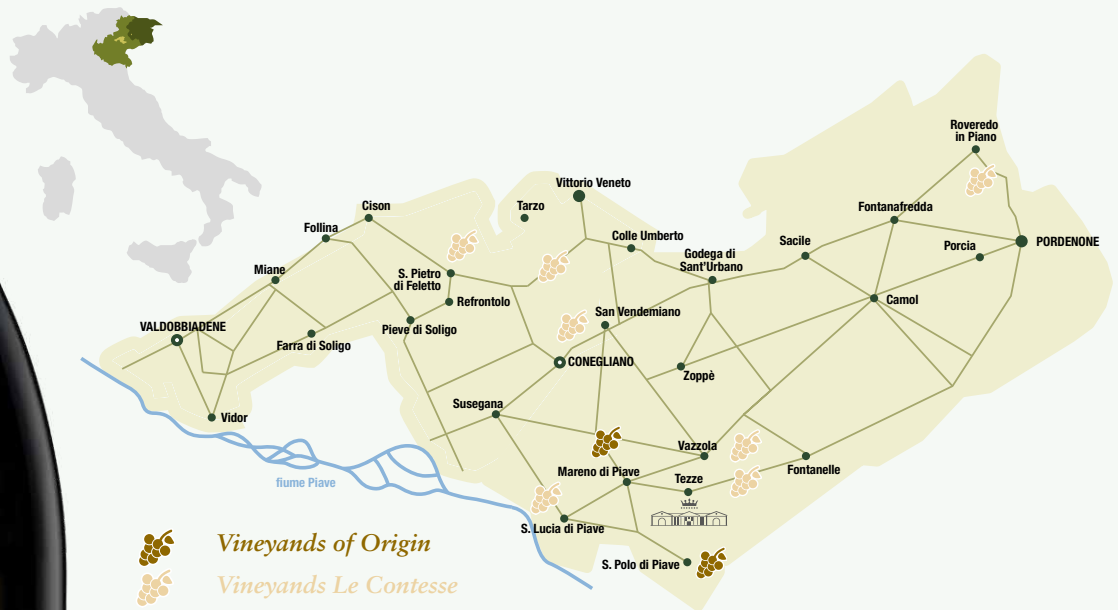 Roveredo
in Piano
Vittorio Veneto
Cison
Tarzo
Fontanafredda
Follina
Colle Umberto
Sacile
PORDENONE
Porcia
Godega di
Sant'Urbano
Miane
S. Pietro
di Feletto
Refrontolo
Camol
San Vendemiano
VALDOBBIADENE
Pieve di Soligo
Farra di Soligo
CONEGLIANO
Zoppè
Susegana
Vidor
Vazzola
Mareno di Piave
Fontanelle
Tezze
fiume Piave
S. Lucia di Piave
S. Polo di Piave
Vineyands of Origin
Vineyands Le Contesse